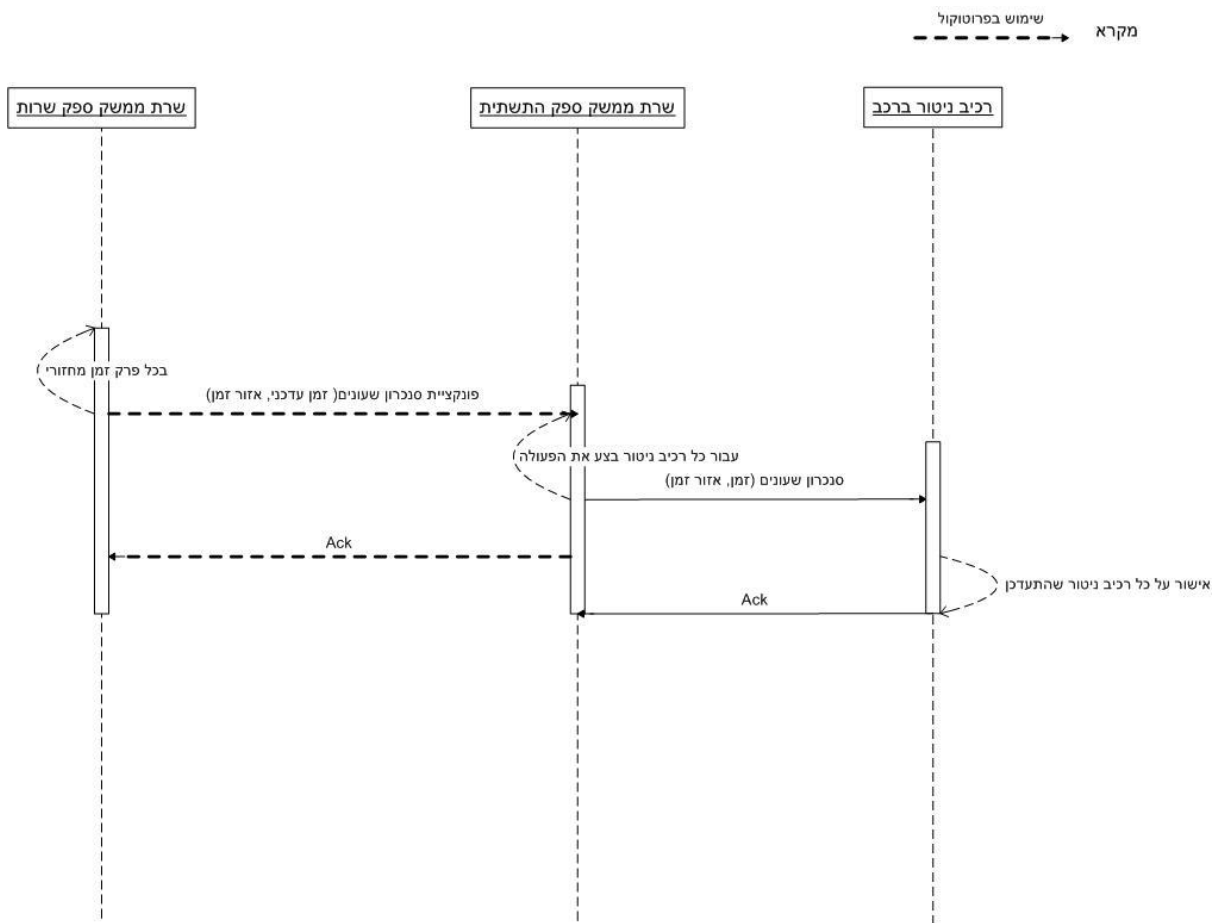 שימוש בפרוטוקול
מקרא
רכיב ניטור ברכב
שרת ממשק ספק התשתית
שרת ממשק ספק שרות
בכל פרק זמן מחזורי
פונקציית סנכרון שעונים( זמן עדכני, אזור זמן)
עבור כל רכיב ניטור בצע את הפעולה
סנכרון שעונים (זמן, אזור זמן)
Ack
אישור על כל רכיב ניטור שהתעדכן
Ack